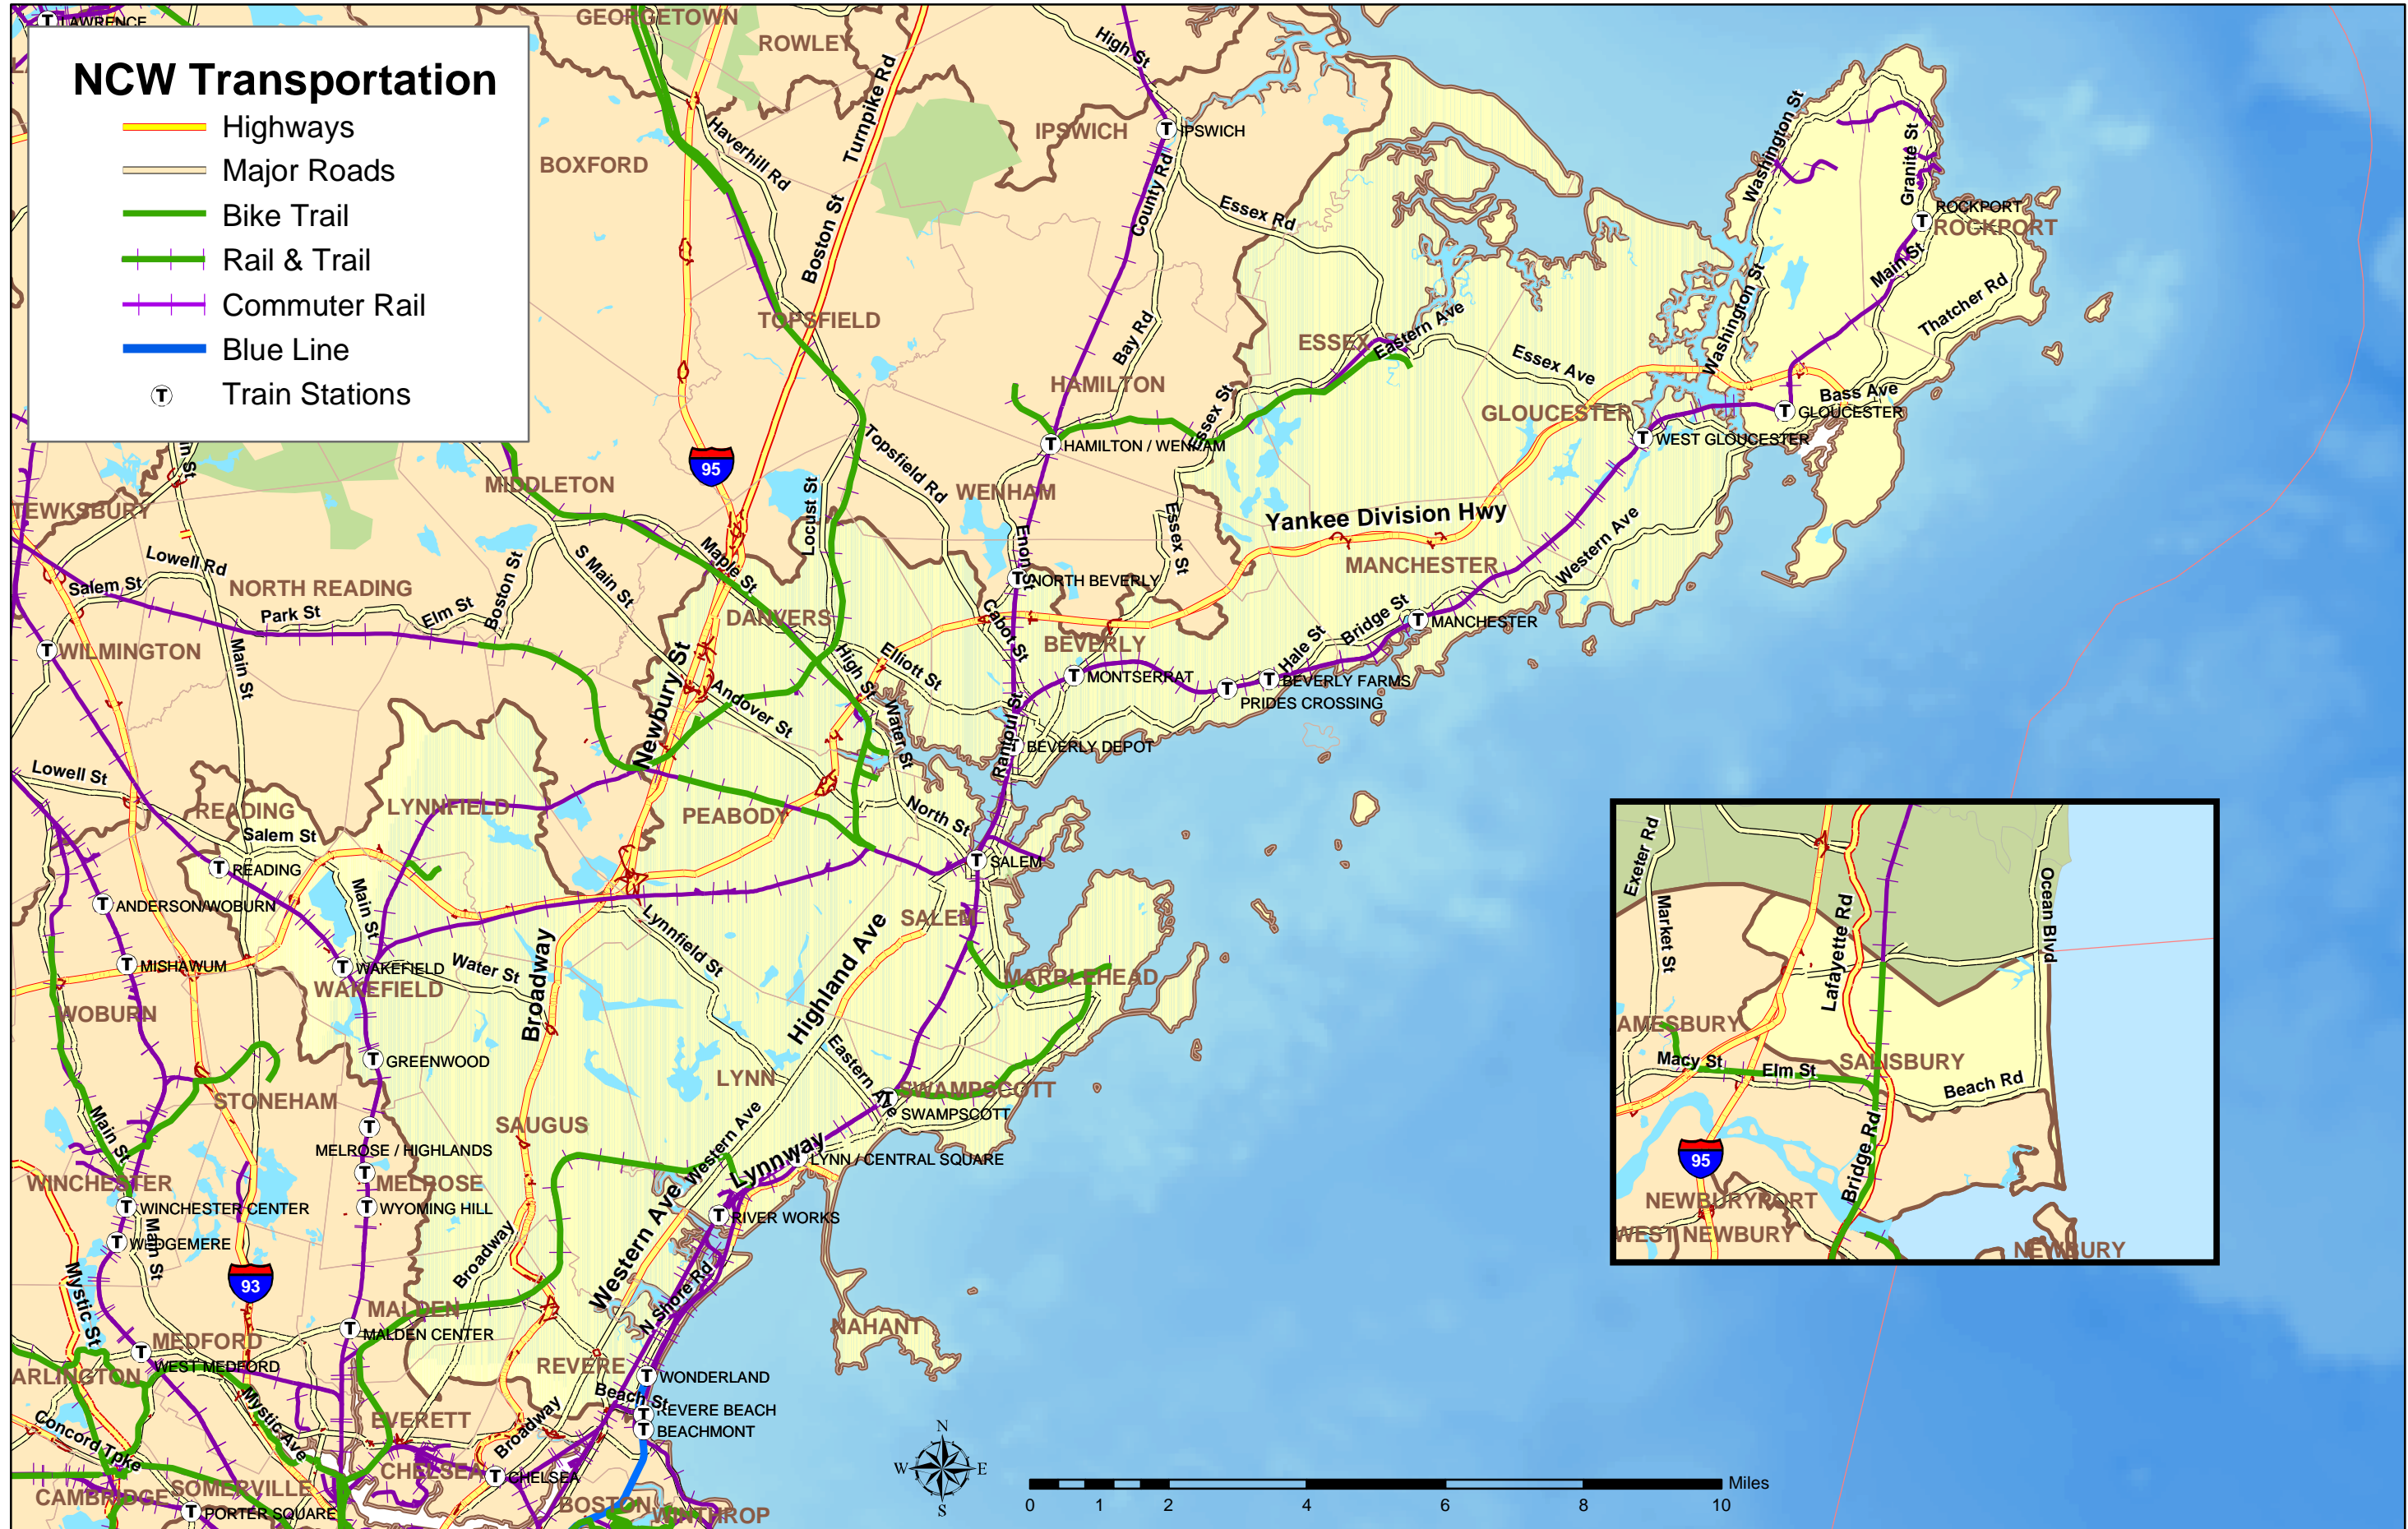 LAWRENCE
GEORGETOWN
ROWLEY
NCW Transportation
Highways
Major Roads
Bike Trail
Rail & Trail
Commuter Rail
Blue Line
T Train Stations
High St
Turnpike Rd
Haverhill Rd
BOXFORD
IPSWICH
T IPSWICH
County Rd
Essex Rd
Boston St
TOPSFIELD
Bay Rd
HAMILTON
ESSEX
Eastern Ave
Essex Ave
Washington St
Granite St
ROCKPORT
T
ROCKPORT
Main St
Thatcher Rd
Washington St
Bass Ave
T GLOUCESTER
GLOUCESTER
T WEST GLOUCESTER
Essex St
T HAMILTON / WENHAM
95
Topsfield Rd
WENHAM
Locust St
MIDDLETON
TEWKSBURY
Essex St
Enon St
Yankee Division Hwy
MANCHESTER
Western Ave
Lowell Rd
Salem St
NORTH READING
Park St
Elm St
Boston St
S Main St
Maple St
DANVERS
T NORTH BEVERLY
Cabot St
BEVERLY
Bridge St
T MANCHESTER
Hale St
T WILMINGTON
Main St
Newbury St
High St
Elliott St
T MONTSERRAT
T BEVERLY FARMS
T PRIDES CROSSING
Andover St
Water St
Rantoul St
T BEVERLY DEPOT
Lowell St
READING
LYNNFIELD
PEABODY
North St
Salem St
T READING
T SALEM
T ANDERSON/WOBURN
Main St
Lynnfield St
SALEM
Highland Ave
Broadway
T MISHAWUM
T WAKEFIELD
WAKEFIELD
Water St
MARBLEHEAD
WOBURN
T GREENWOOD
LYNN
Eastern Ave
SWAMPSCOTT
T SWAMPSCOTT
STONEHAM
Main St
SAUGUS
Western Ave
T
MELROSE / HIGHLANDS
Lynnway
T LYNN / CENTRAL SQUARE
WINCHESTER
T MELROSE
T WINCHESTER CENTER
T WYOMING HILL
T WEDGEMERE
Main St
T RIVER WORKS
Broadway
Western Ave
93
Mystic St
N Shore Rd
MALDEN
T MALDEN CENTER
NAHANT
MEDFORD
T WEST MEDFORD
ARLINGTON
REVERE
T WONDERLAND
Beach St
T REVERE BEACH
T BEACHMONT
Mystic Ave
EVERETT
Broadway
Concord Tpke
CHELSEA
T CHELSEA
CAMBRIDGE
SOMERVILLE
T PORTER SQUARE
BOSTON
WINTHROP
N
W E
S
0 1 2 4 6 8 10 Miles
Exeter Rd
Market St
Lafayette Rd
Ocean Blvd
AMESBURY
Macy St
Elm St
SALISBURY
Beach Rd
95
Bridge Rd
NEWBURYPORT
WEST NEWBURY
NEWBURY